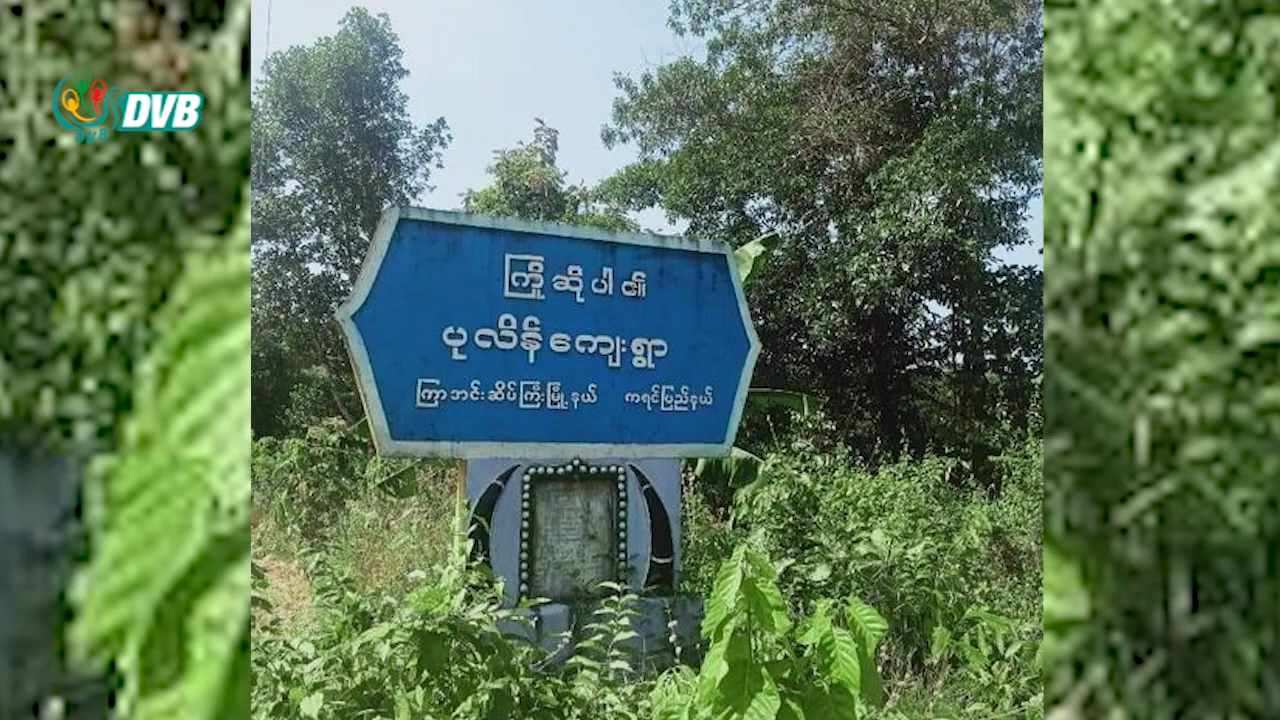 DVB
DVB
ကြိုဆိုပါ၏
ပုလိန်ကျေးရွာ
ကြာအင်းဆိပ်ကြီးမြို့နယ် ကရင်ပြည်နယ်